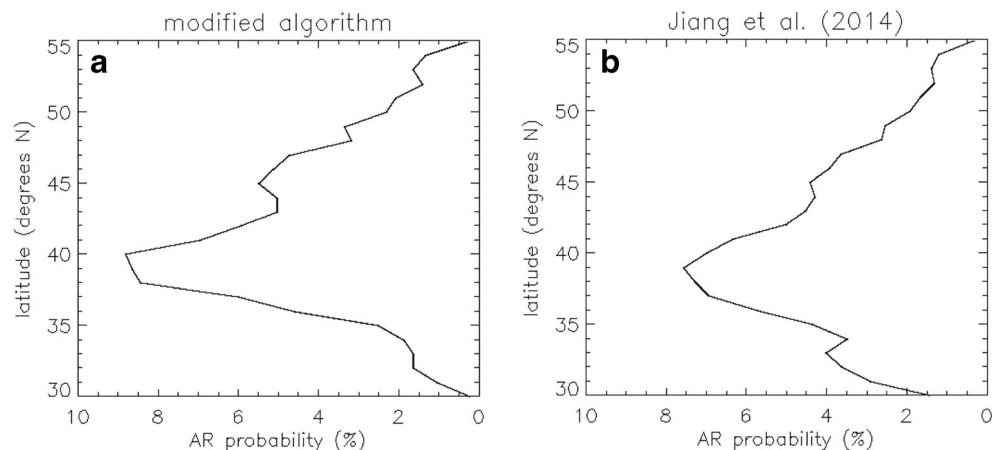 modified algorithm
a
55
50
45
40
35
30
latitude (degrees N)
10 8 6 4 2 0
AR probability (%)
Jiang et al. (2014)
b
55
50
45
40
35
30
latitude (degrees N)
10 8 6 4 2 0
AR probability (%)